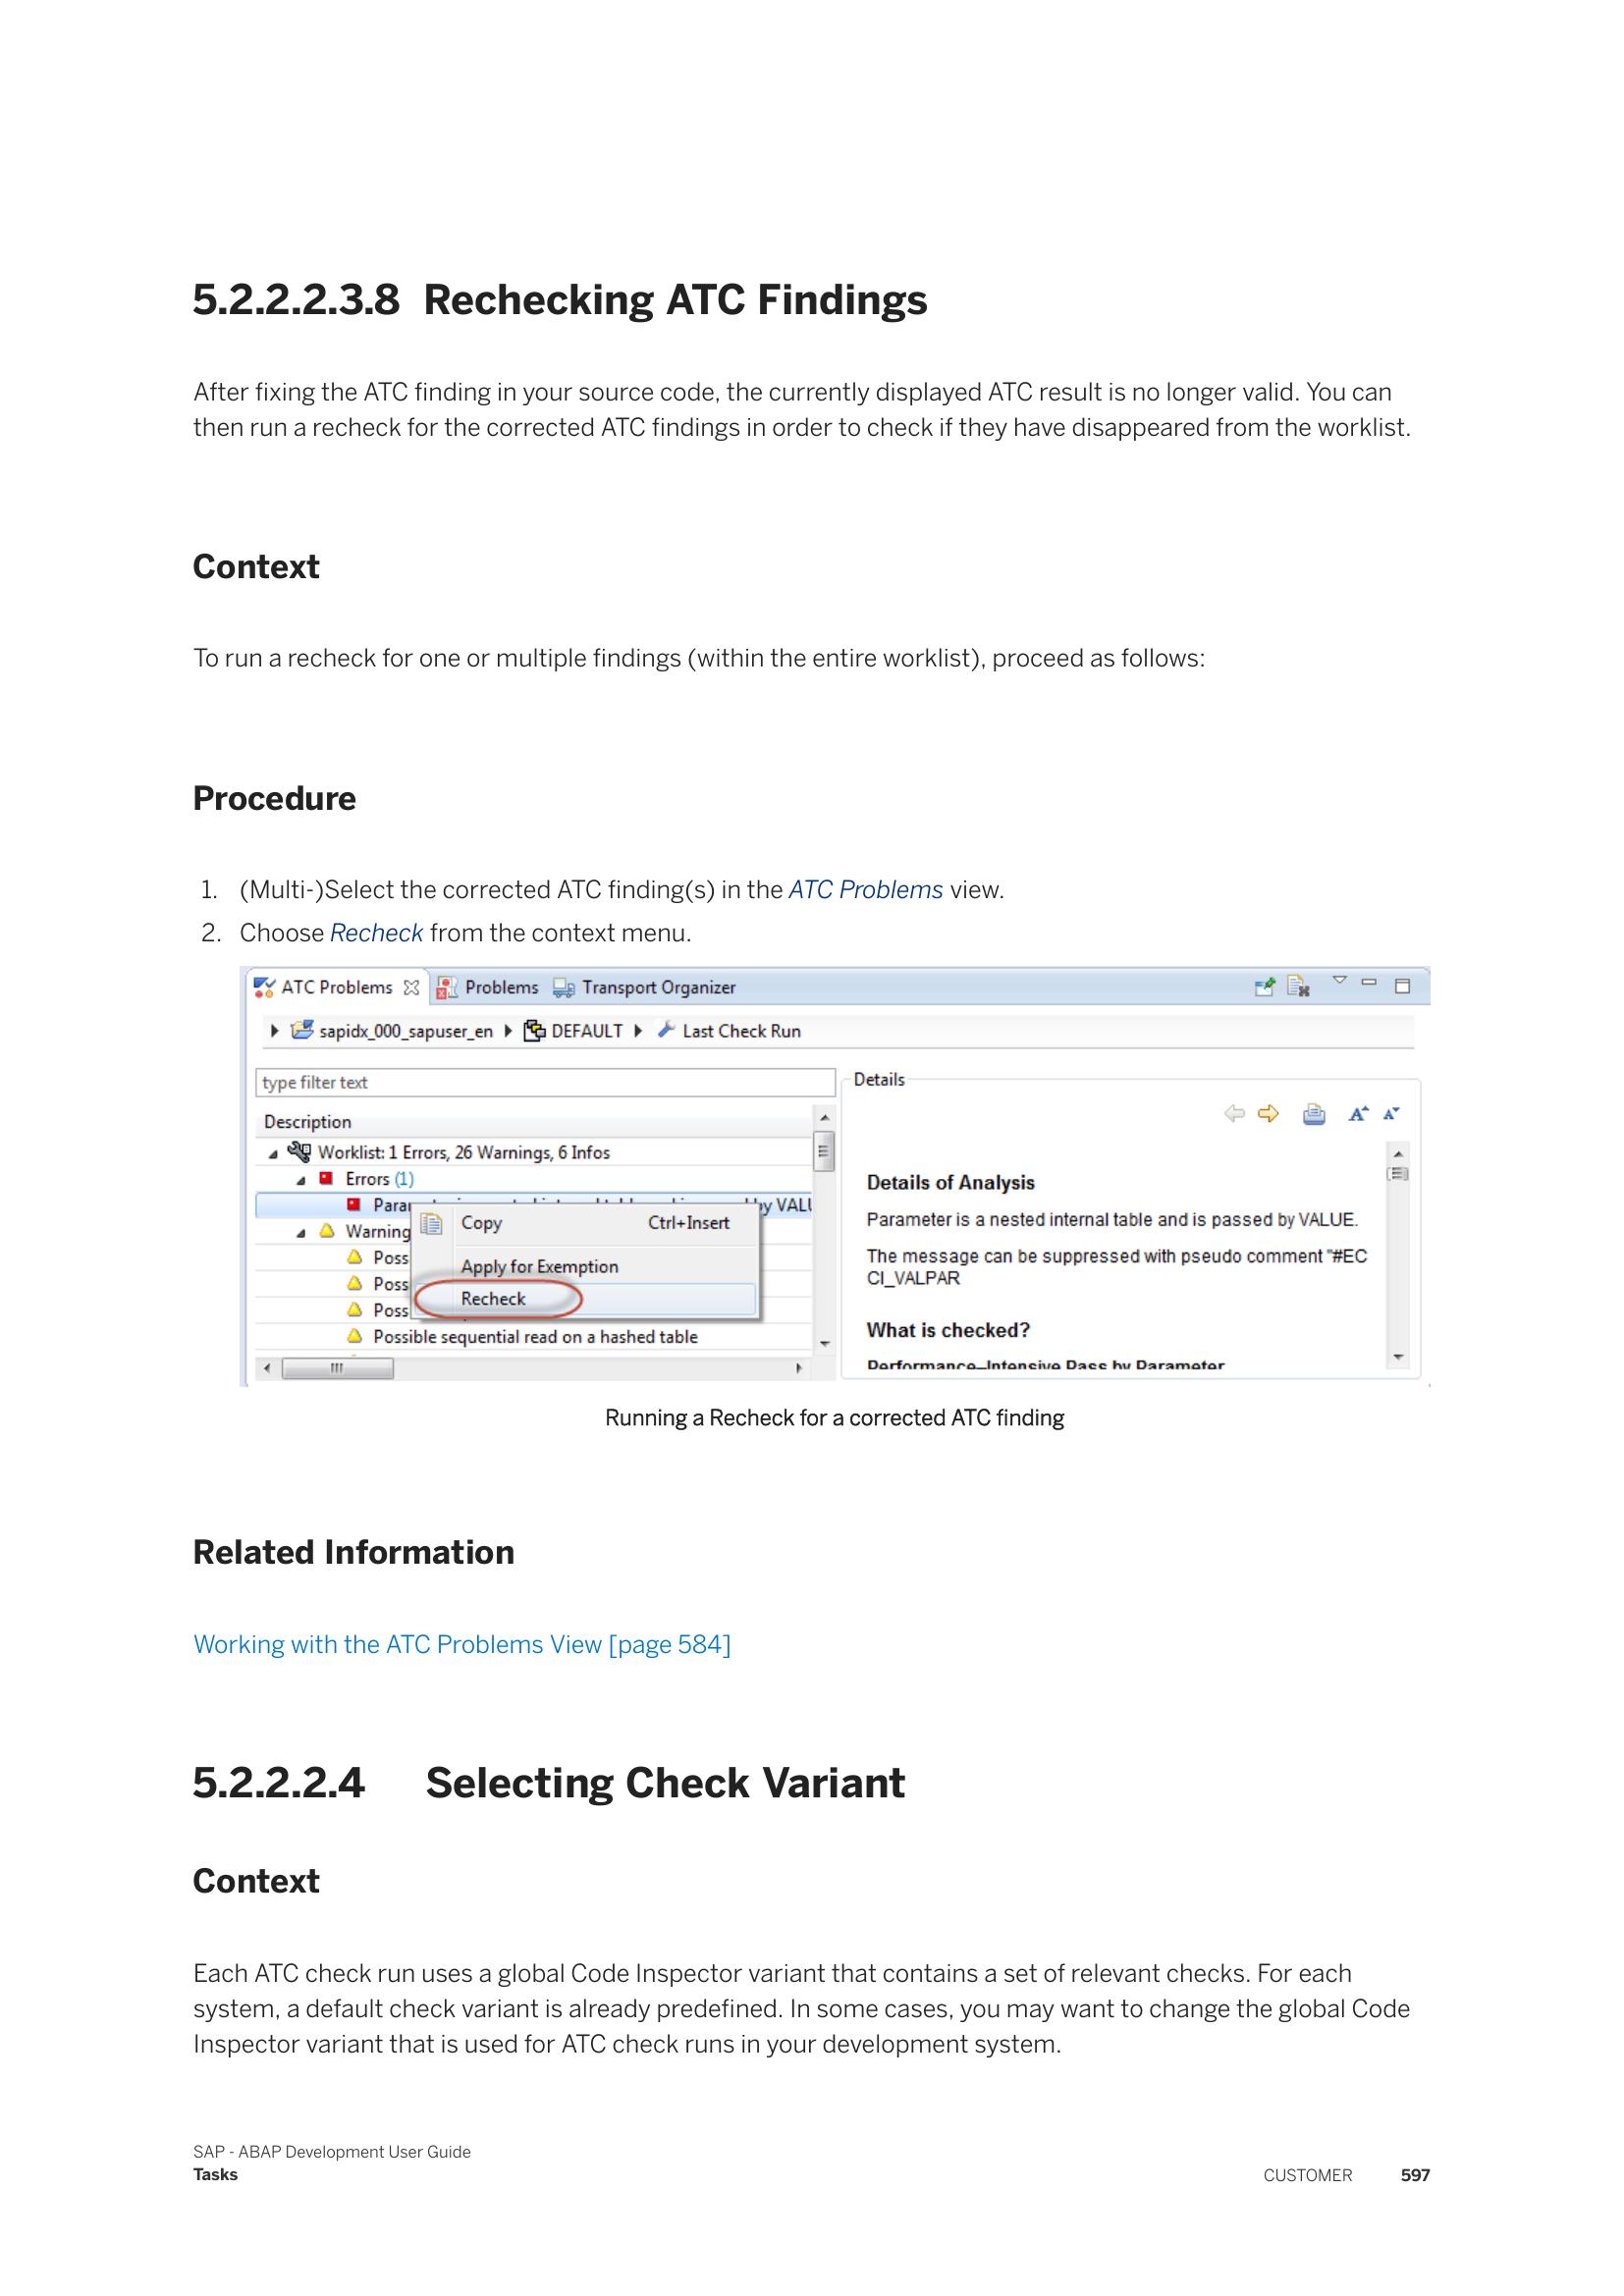 5.2.2.2.3.8 Rechecking ATC Findings
After fixing the ATC finding in your source code, the currently displayed ATC result is no longer valid. You can
then run a recheck for the corrected ATC findings in order to check if they have disappeared from the worklist.
Context
To run a recheck for one or multiple findings (within the entire worklist), proceed as follows:
Procedure
1. (Multi-)Select the corrected ATC finding(s) in the ATC Problems view.
2. Choose Recheck from the context menu.
ATC Problems Problems Transport Organizer
sapidx_000_sapuser_en DEFAULT Last Check Run
type filter text
Description
Worklist: 1 Errors, 26 Warnings, 6 Infos
Errors (1)
by VALU
Warning
Poss
Poss
Poss
Possible sequential read on a hashed table
Copy Ctrl+Insert
Apply for Exemption
Recheck
Details
Details of Analysis
Parameter is a nested internal table and is passed by VALUE.
The message can be suppressed with pseudo comment "#EC
CI_VALPAR
What is checked?
Performance–Intensive Pass by Parameter
Running a Recheck for a corrected ATC finding
Related Information
Working with the ATC Problems View [page 584]
5.2.2.2.4 Selecting Check Variant
Context
Each ATC check run uses a global Code Inspector variant that contains a set of relevant checks. For each
system, a default check variant is already predefined. In some cases, you may want to change the global Code
Inspector variant that is used for ATC check runs in your development system.
SAP - ABAP Development User Guide
Tasks
CUSTOMER 597